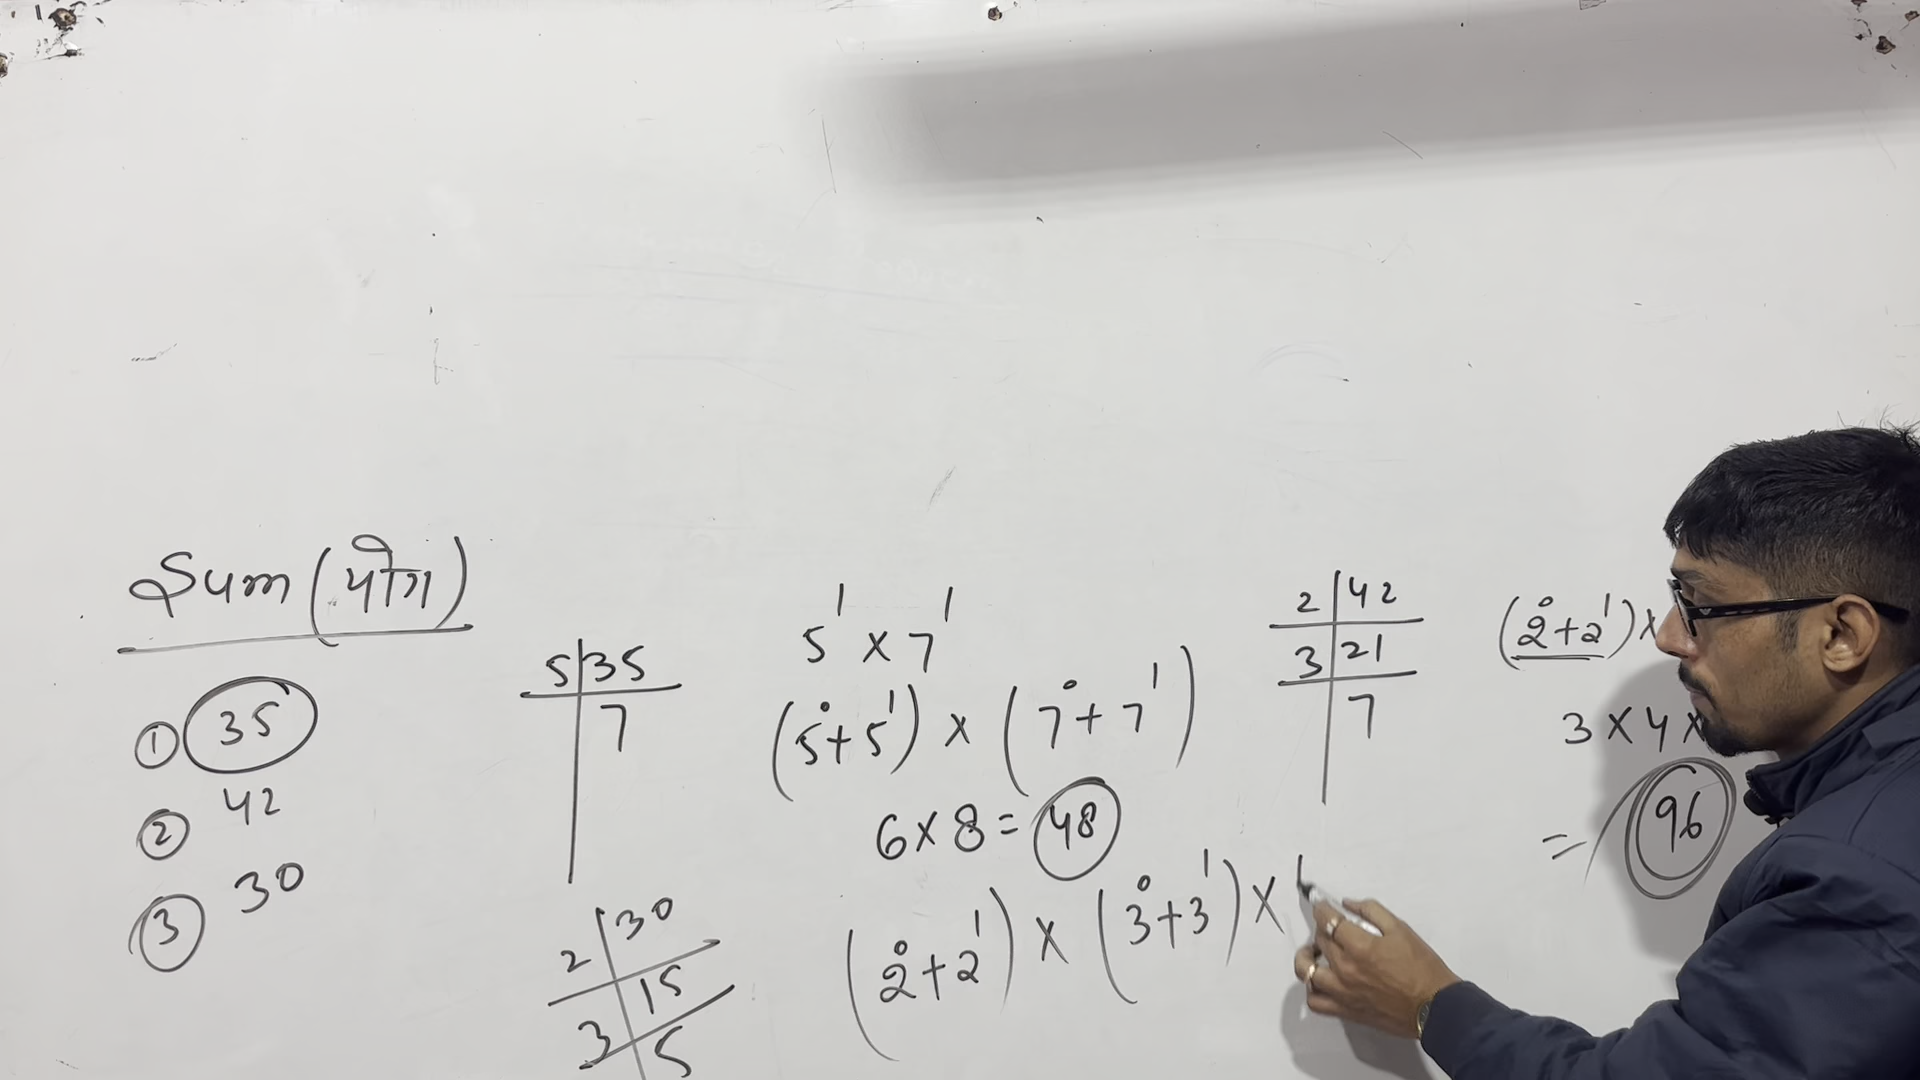 Sum (योग)
① 35
② 42
③ 30
5 | 35
7
5¹ × 7¹
(5⁰+5¹) × (7⁰+7¹)
6×8 = 48
2 | 42
3 | 21
7
(2⁰+2¹)×
3×4×
= 96
2 | 30
3 | 15
5
(2⁰+2¹) × (3⁰+3¹) ×